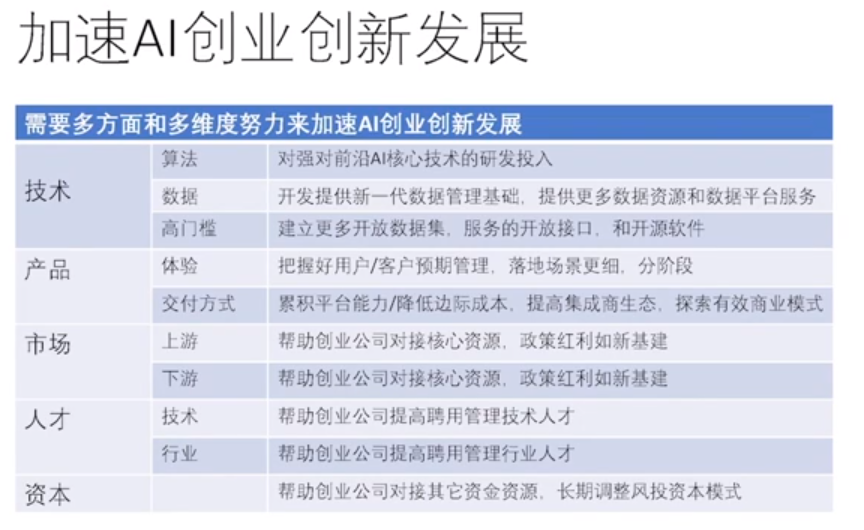 加速AI创业创新发展
需要多方面和多维度努力来加速AI创业创新发展
技术
算法 对强对前沿AI核心技术的研发投入
数据 开发提供新一代数据管理基础，提供更多数据资源和数据平台服务
高门槛 建立更多开放数据集，服务的开放接口，和开源软件
产品
体验 把握好用户/客户预期管理，落地场景更细，分阶段
交付方式 累积平台能力/降低边际成本，提高集成商生态，探索有效商业模式
市场
上游 帮助创业公司对接核心资源，政策红利如新基建
下游 帮助创业公司对接核心资源，政策红利如新基建
人才
技术 帮助创业公司提高聘用管理技术人才
行业 帮助创业公司提高聘用管理行业人才
资本 帮助创业公司对接其它资金资源，长期调整风投资本模式